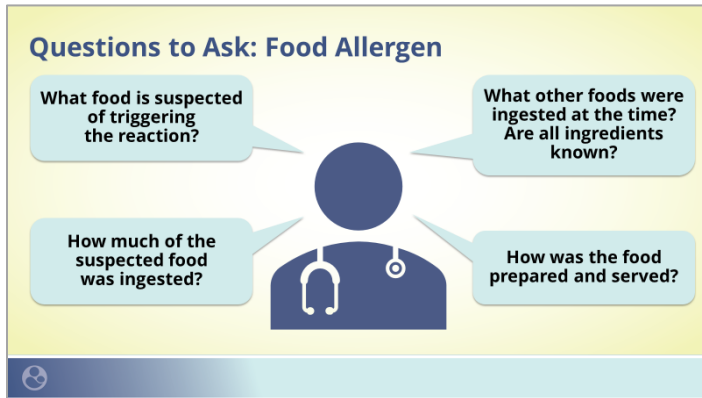 Questions to Ask: Food Allergen
What food is suspected
of triggering
the reaction?
What other foods were
ingested at the time?
Are all ingredients
known?
How much of the
suspected food
was ingested?
How was the food
prepared and served?